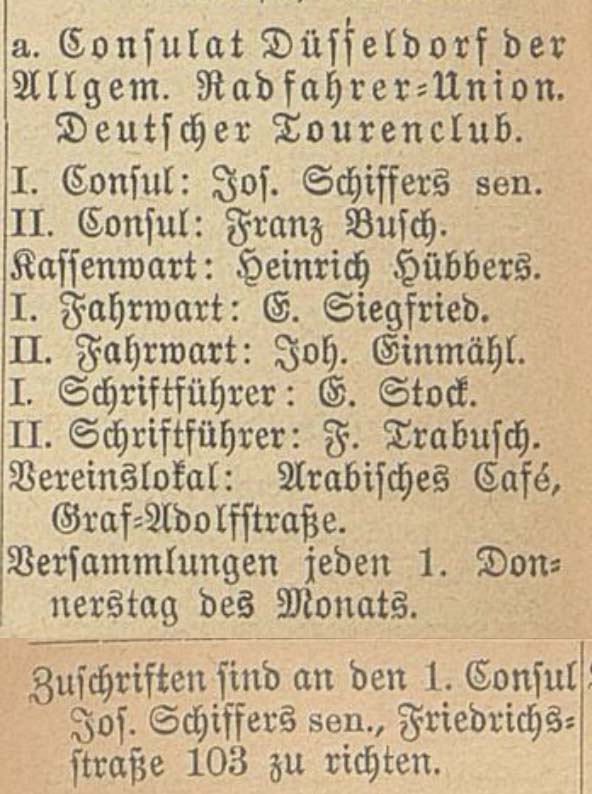 a. Consulat Düsseldorf der
Allgem. Radfahrer-Union.
Deutscher Tourenclub.
I. Consul: Jos. Schiffers sen.
II. Consul: Franz Busch.
Kassenwart: Heinrich Hübbers.
I. Fahrwart: E. Siegfried.
II. Fahrwart: Joh. Einmähl.
I. Schriftführer: E. Stock.
II. Schriftführer: F. Trabusch.
Vereinslokal: Arabisches Café,
Graf-Adolfstraße.
Versammlungen jeden 1. Don-
nerstag des Monats.
Zuschriften sind an den 1. Consul
Jos. Schiffers sen., Friedrichs-
straße 103 zu richten.